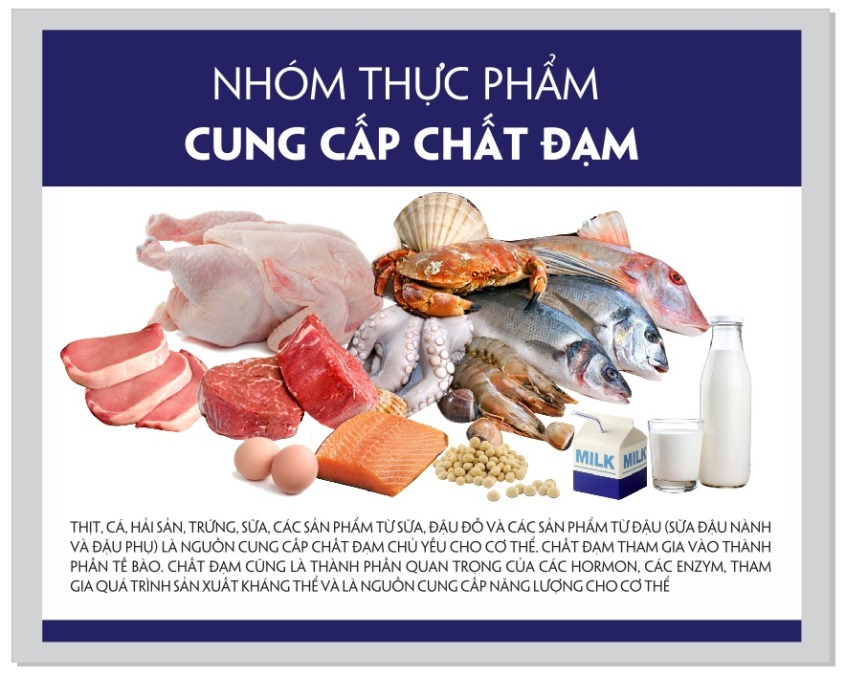 NHÓM THỰC PHẨM
CUNG CẤP CHẤT ĐẠM
MILK
MILK
THỊT, CÁ, HẢI SẢN, TRỨNG, SỮA, CÁC SẢN PHẨM TỪ SỮA, ĐẬU ĐỖ VÀ CÁC SẢN PHẨM TỪ ĐẬU (SỮA ĐẬU NÀNH
VÀ ĐẬU PHỤ) LÀ NGUỒN CUNG CẤP CHẤT ĐẠM CHỦ YẾU CHO CƠ THỂ. CHẤT ĐẠM THAM GIA VÀO THÀNH
PHẦN TẾ BÀO. CHẤT ĐẠM CŨNG LÀ THÀNH PHẦN QUAN TRỌNG CỦA CÁC HORMON, CÁC ENZYM, THAM
GIA QUÁ TRÌNH SẢN XUẤT KHÁNG THỂ VÀ LÀ NGUỒN CUNG CẤP NĂNG LƯỢNG CHO CƠ THỂ